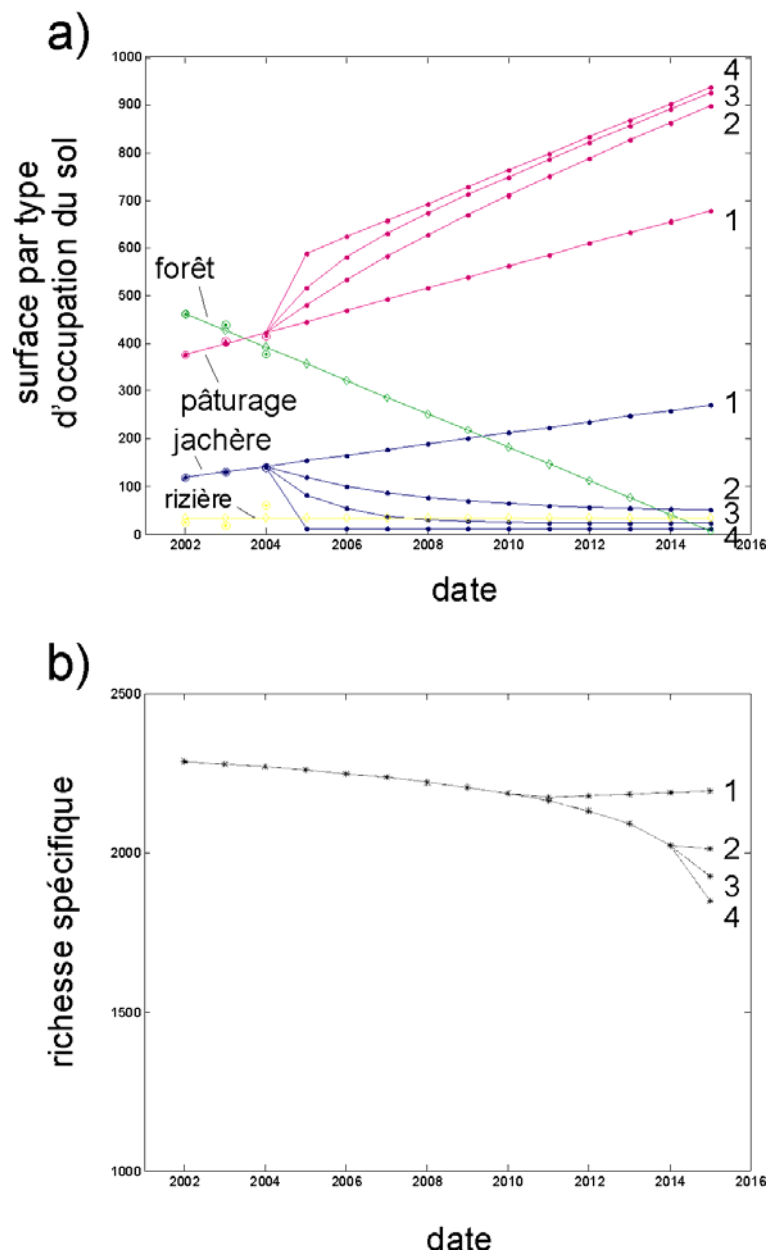 a)
1000
900
800
700
600
500
400
300
200
100
0
surface par type
d'occupation du sol
forêt
pâturage
jachère
rizière
4
3
2
1
1
2
3
4
2002 2004 2006 2008 2010 2012 2014 2016
date
b)
2500
2000
1500
1000
richesse spécifique
1
2
3
4
2002 2004 2006 2008 2010 2012 2014 2016
date